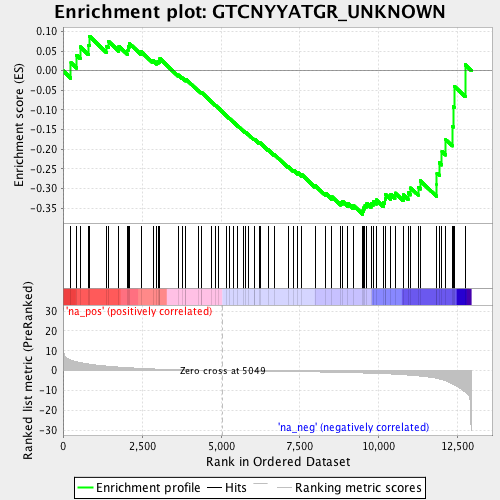 Enrichment plot: GTCNYYATGR_UNKNOWN
Enrichment score (ES)
0.10
0.05
0.00
-0.05
-0.10
-0.15
-0.20
-0.25
-0.30
-0.35
'na_pos' (positively correlated)
Ranked list metric (PreRanked)
30
20
10
0
-10
-20
-30
Zero cross at 5049
'na_neg' (negatively correlated)
0
2,500
5,000
7,500
10,000
12,500
Rank in Ordered Dataset
Enrichment profile
Hits
Ranking metric scores